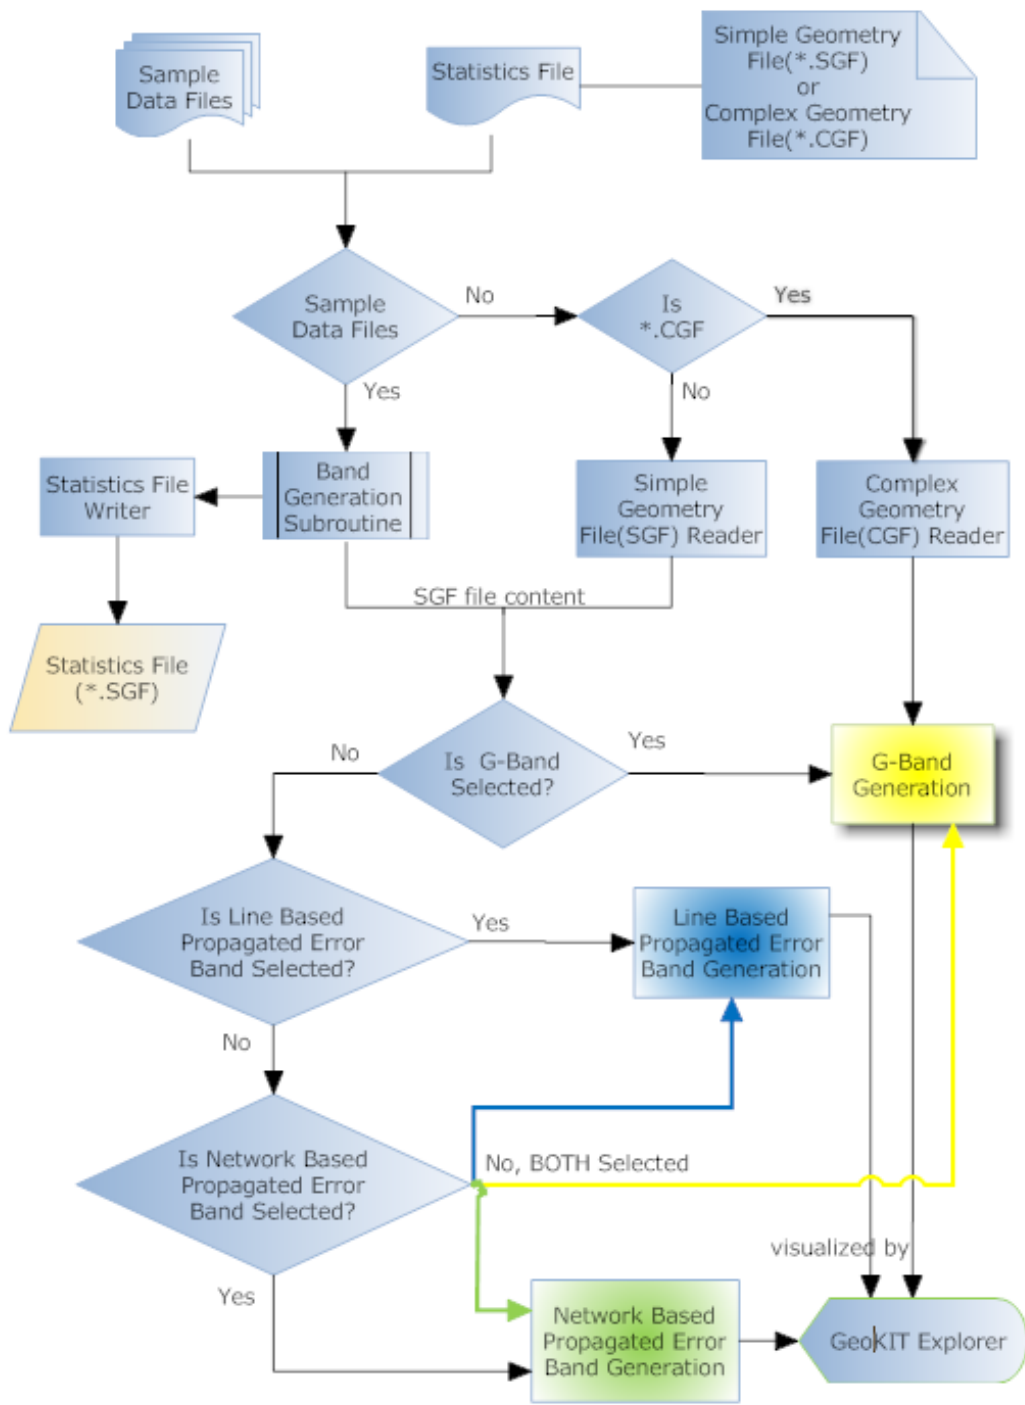 Sample
Data Files
Statistics File
Simple Geometry
File(*.SGF)
or
Complex Geometry
File(*.CGF)
Sample
Data Files
No
Is
*.CGF
Yes
Yes
No
Statistics File
Writer
Band
Generation
Subroutine
Simple
Geometry
File(SGF) Reader
Complex
Geometry
File(CGF) Reader
SGF file content
Statistics File
(*.SGF)
No
Is G-Band
Selected?
Yes
G-Band
Generation
Is Line Based
Propagated Error
Band Selected?
Yes
Line Based
Propagated Error
Band Generation
No
Is Network Based
Propagated Error
Band Selected?
No, BOTH Selected
visualized by
Yes
Network Based
Propagated Error
Band Generation
GeoKIT Explorer